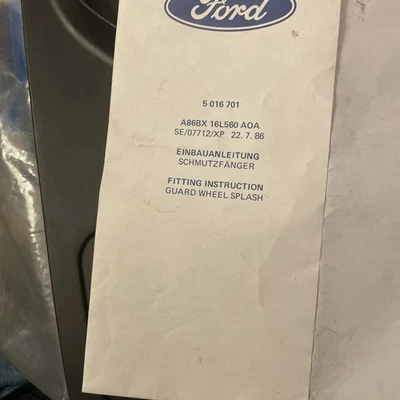 Ford
5 016 701
A86BX 16L560 AOA
SE/07712/XP 22. 7. 86
EINBAUANLEITUNG
SCHMUTZFÄNGER
FITTING INSTRUCTION
GUARD WHEEL SPLASH